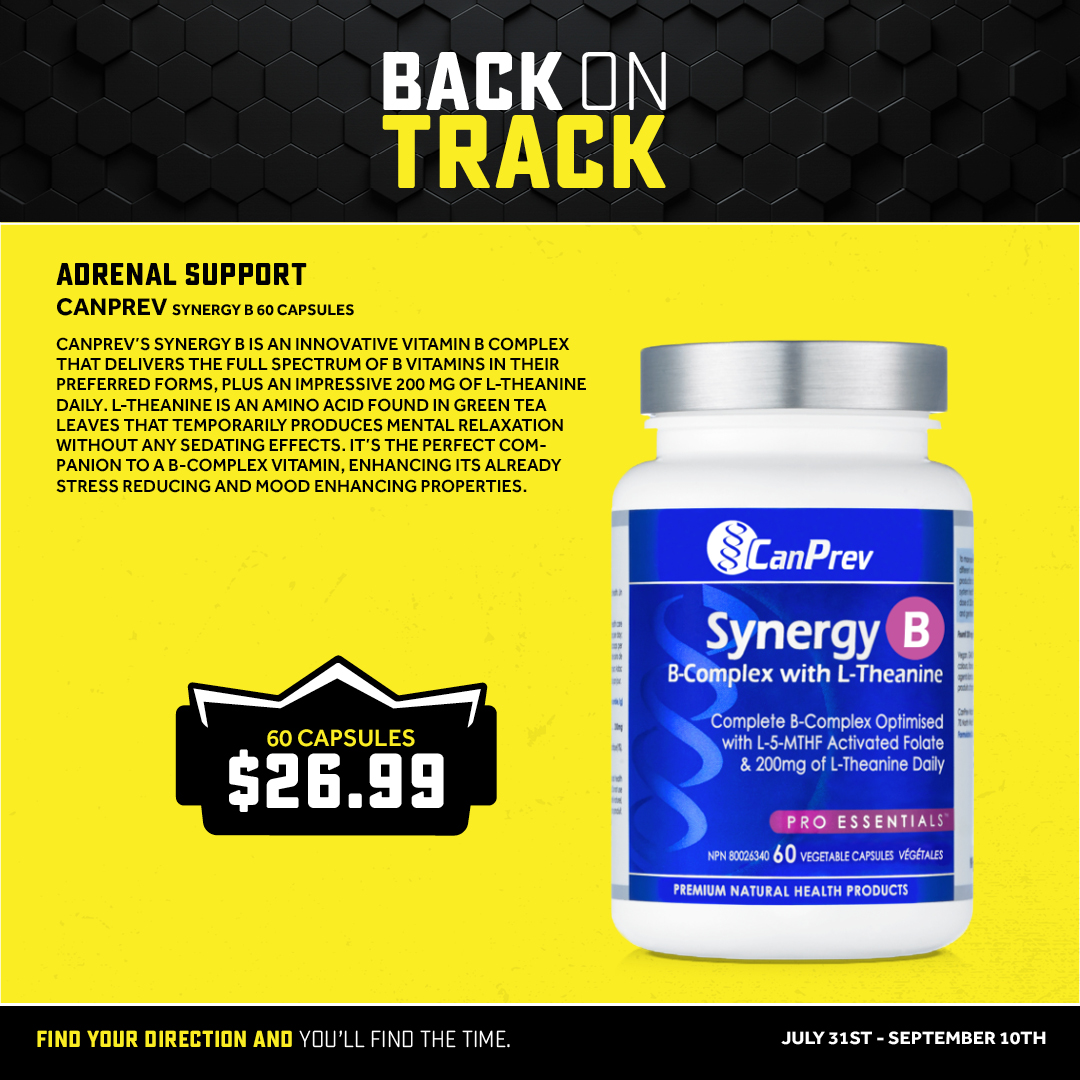 BACK ON
TRACK
ADRENAL SUPPORT
CANPREV SYNERGY B 60 CAPSULES
CANPREV'S SYNERGY B IS AN INNOVATIVE VITAMIN B COMPLEX
THAT DELIVERS THE FULL SPECTRUM OF B VITAMINS IN THEIR
PREFERRED FORMS, PLUS AN IMPRESSIVE 200 MG OF L-THEANINE
DAILY. L-THEANINE IS AN AMINO ACID FOUND IN GREEN TEA
LEAVES THAT TEMPORARILY PRODUCES MENTAL RELAXATION
WITHOUT ANY SEDATING EFFECTS. IT'S THE PERFECT COM-
PANION TO A B-COMPLEX VITAMIN, ENHANCING ITS ALREADY
STRESS REDUCING AND MOOD ENHANCING PROPERTIES.
60 CAPSULES
$26.99
CanPrev
Synergy B
B-Complex with L-Theanine
Complete B-Complex Optimised
with L-5-MTHF Activated Folate
& 200mg of L-Theanine Daily
PRO ESSENTIALS™
NPN 80026340 60 VEGETABLE CAPSULES VÉGÉTALES
PREMIUM NATURAL HEALTH PRODUCTS
FIND YOUR DIRECTION AND YOU'LL FIND THE TIME.
JULY 31ST - SEPTEMBER 10TH